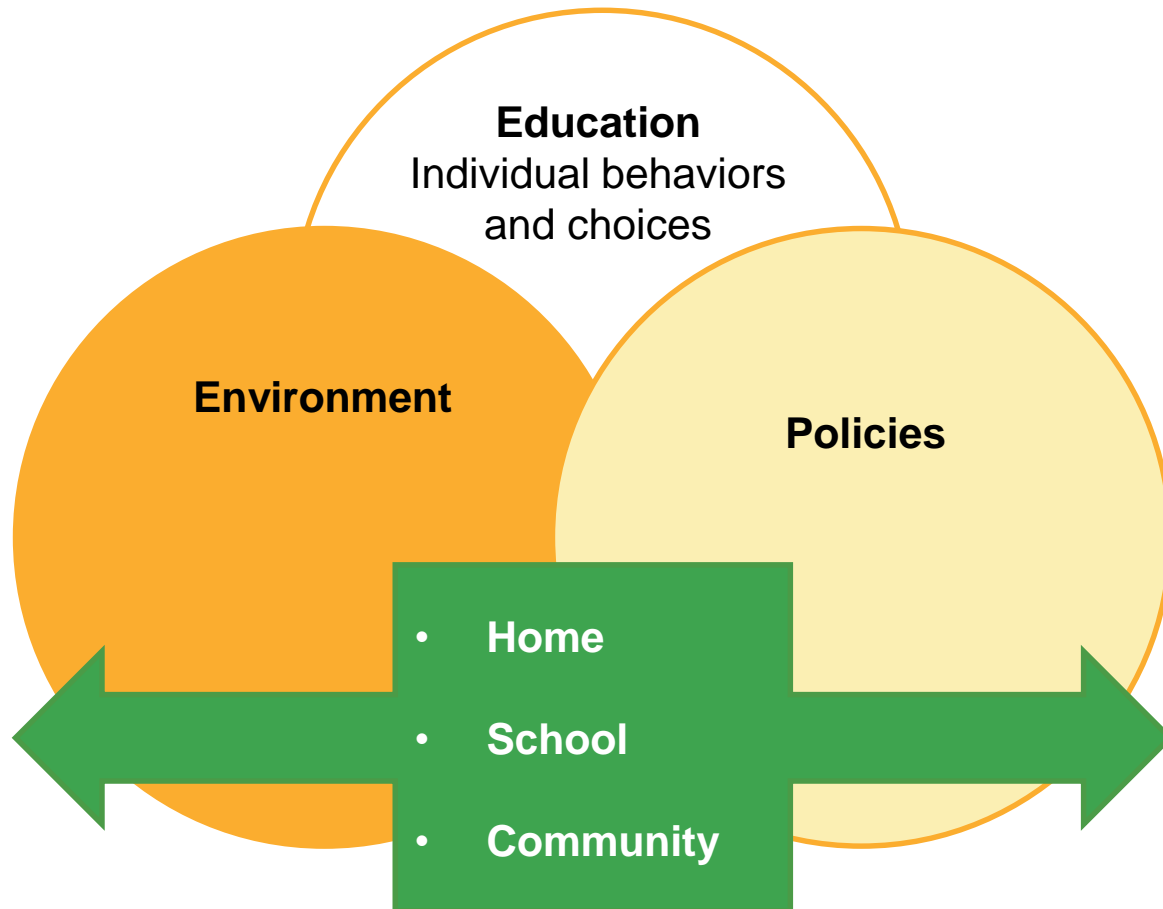 Education
Individual behaviors
and choices
Environment
Policies
• Home
• School
• Community